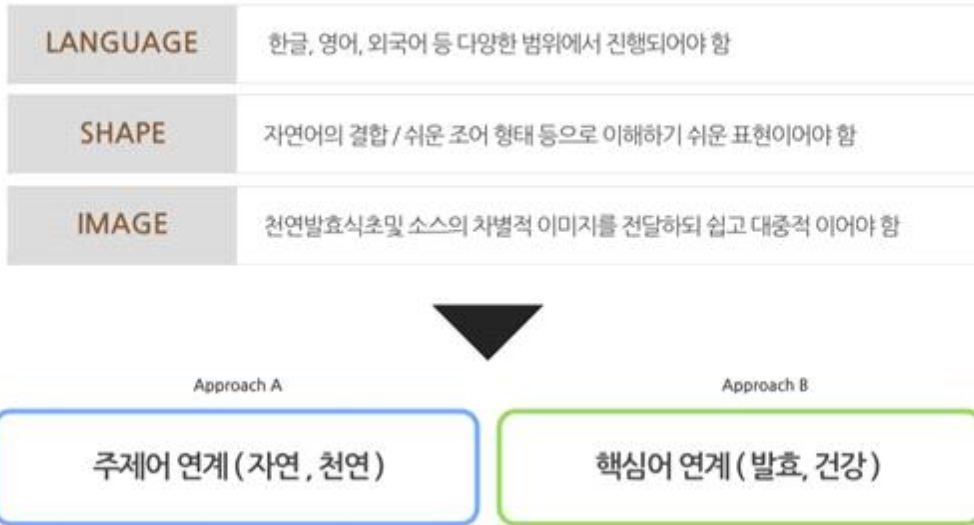 LANGUAGE
한글, 영어, 외국어 등 다양한 범위에서 진행되어야 함
SHAPE
자연어의 결합 / 쉬운 조어 형태 등으로 이해하기 쉬운 표현이어야 함
IMAGE
천연발효식초및 소스의 차별적 이미지를 전달하되 쉽고 대중적 이어야 함
Approach A
Approach B
주제어 연계 ( 자연 , 천연 )
핵심어 연계 ( 발효, 건강 )